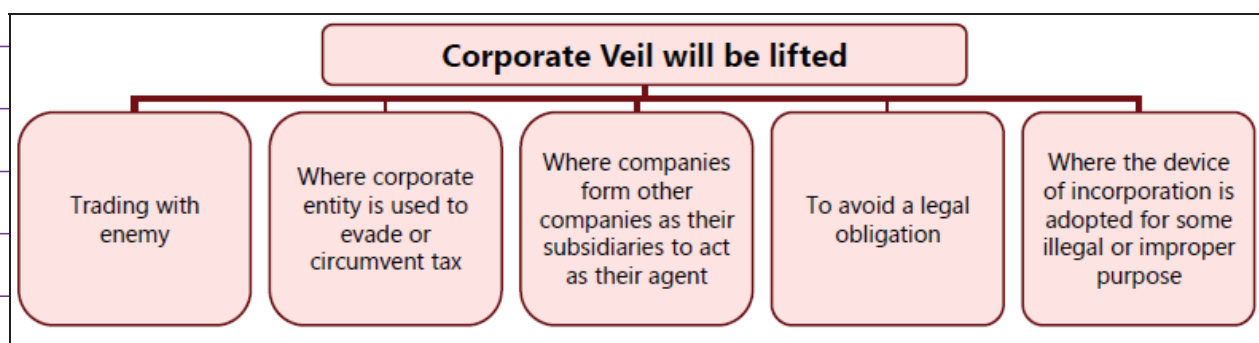 Corporate Veil will be lifted
Trading with
enemy
Where corporate
entity is used to
evade or
circumvent tax
Where companies
form other
companies as their
subsidiaries to act
as their agent
To avoid a legal
obligation
Where the device
of incorporation is
adopted for some
illegal or improper
purpose